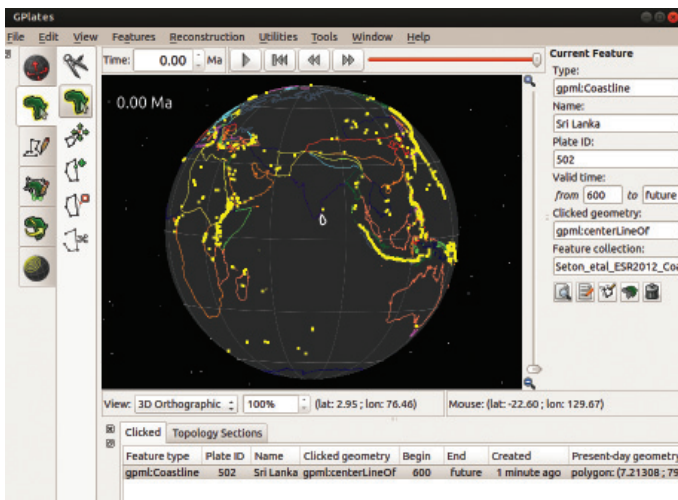 GPlates
File Edit View Features Reconstruction Utilities Tools Window Help
Time: 0.00 Ma
0.00 Ma
Current Feature
Type:
gpml:Coastline
Name:
Sri Lanka
Plate ID:
502
Valid time:
from 600 to future
Clicked geometry:
gpml:centerLineOf
Feature collection:
Seton_etal_ESR2012_Coa
View: 3D Orthographic 100% (lat: 2.95 ; lon: 76.46) Mouse: (lat: -22.60 ; lon: 129.67)
Clicked Topology Sections
Feature type Plate ID Name Clicked geometry Begin End Created Present-day geometry
gpml:Coastline 502 Sri Lanka gpml:centerLineOf 600 future 1 minute ago polygon: (7.21308 ; 79